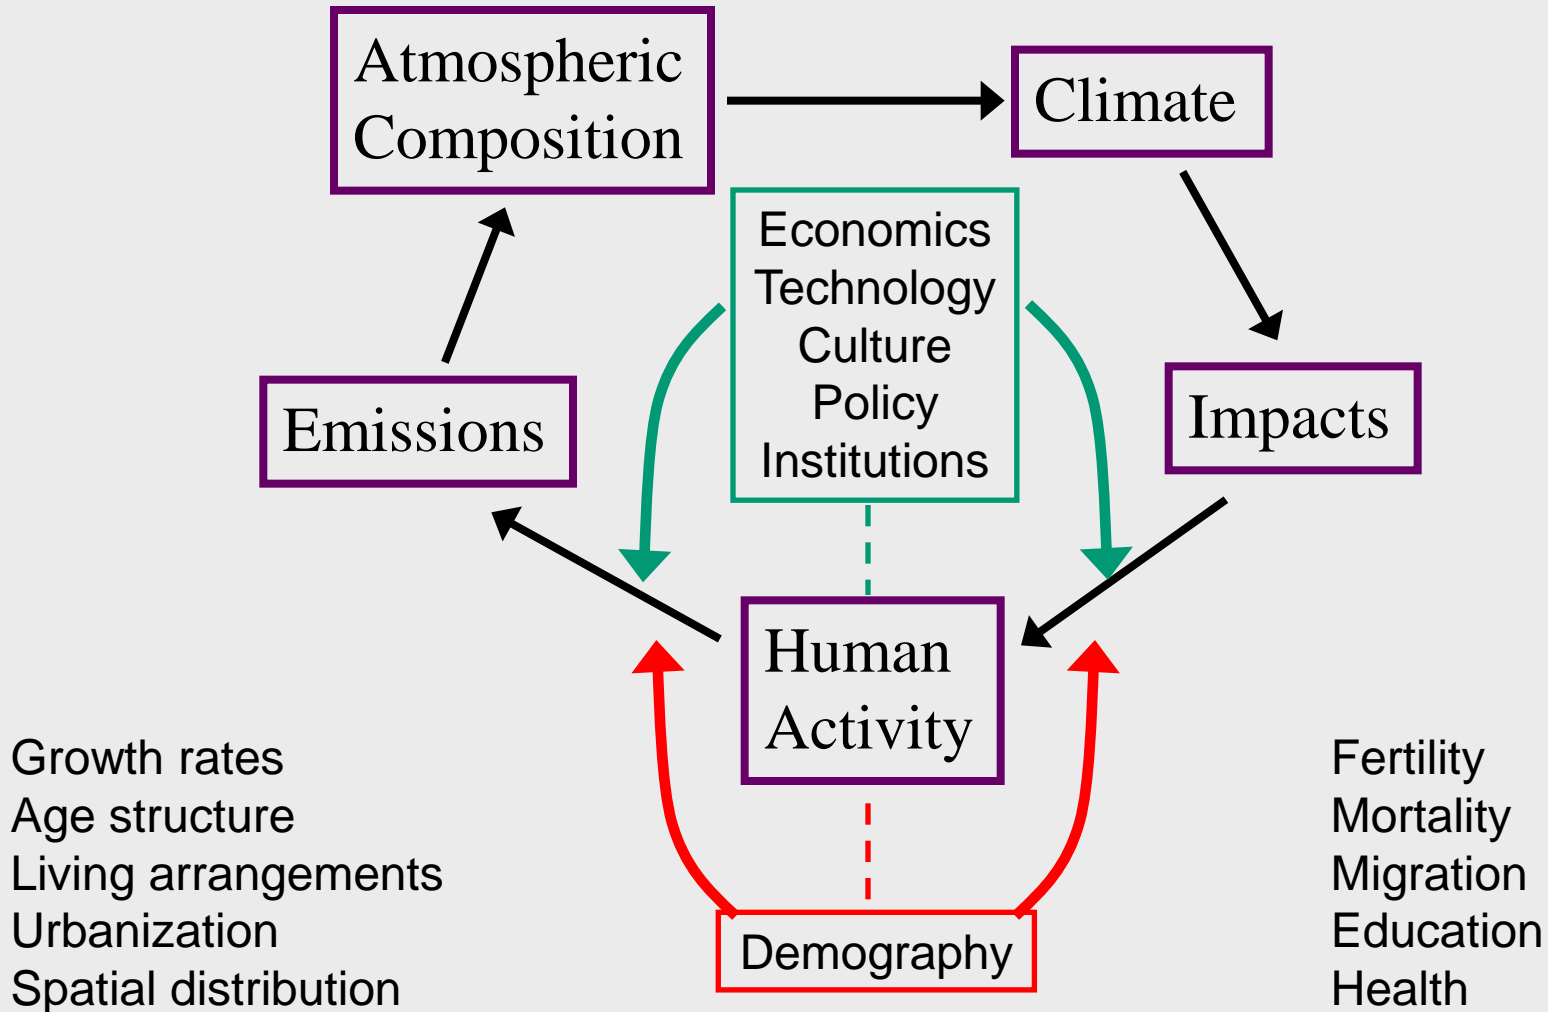 Atmospheric
Composition
Climate
Economics
Technology
Culture
Policy
Institutions
Emissions
Impacts
Human
Activity
Growth rates
Age structure
Living arrangements
Urbanization
Spatial distribution
Fertility
Mortality
Migration
Education
Health
Demography